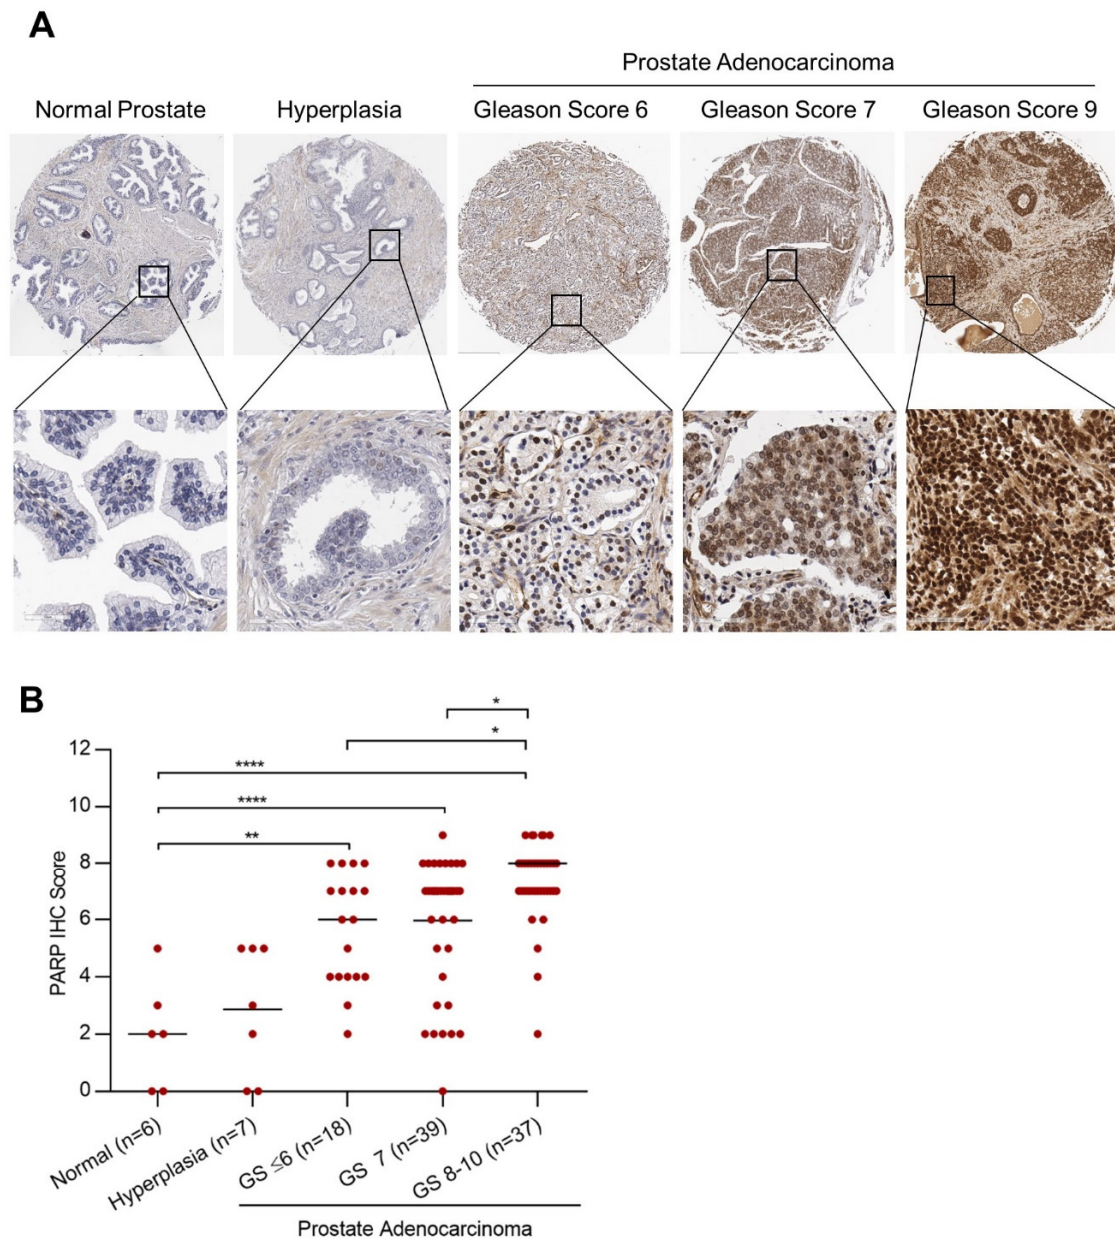 A
Prostate Adenocarcinoma
Normal Prostate
Hyperplasia
Gleason Score 6
Gleason Score 7
Gleason Score 9
B
*
*
****
****
**
12
10
8
6
4
2
0
PARP IHC Score
Normal (n=6)
Hyperplasia (n=7)
GS ≤6 (n=18)
GS 7 (n=39)
GS 8-10 (n=37)
Prostate Adenocarcinoma